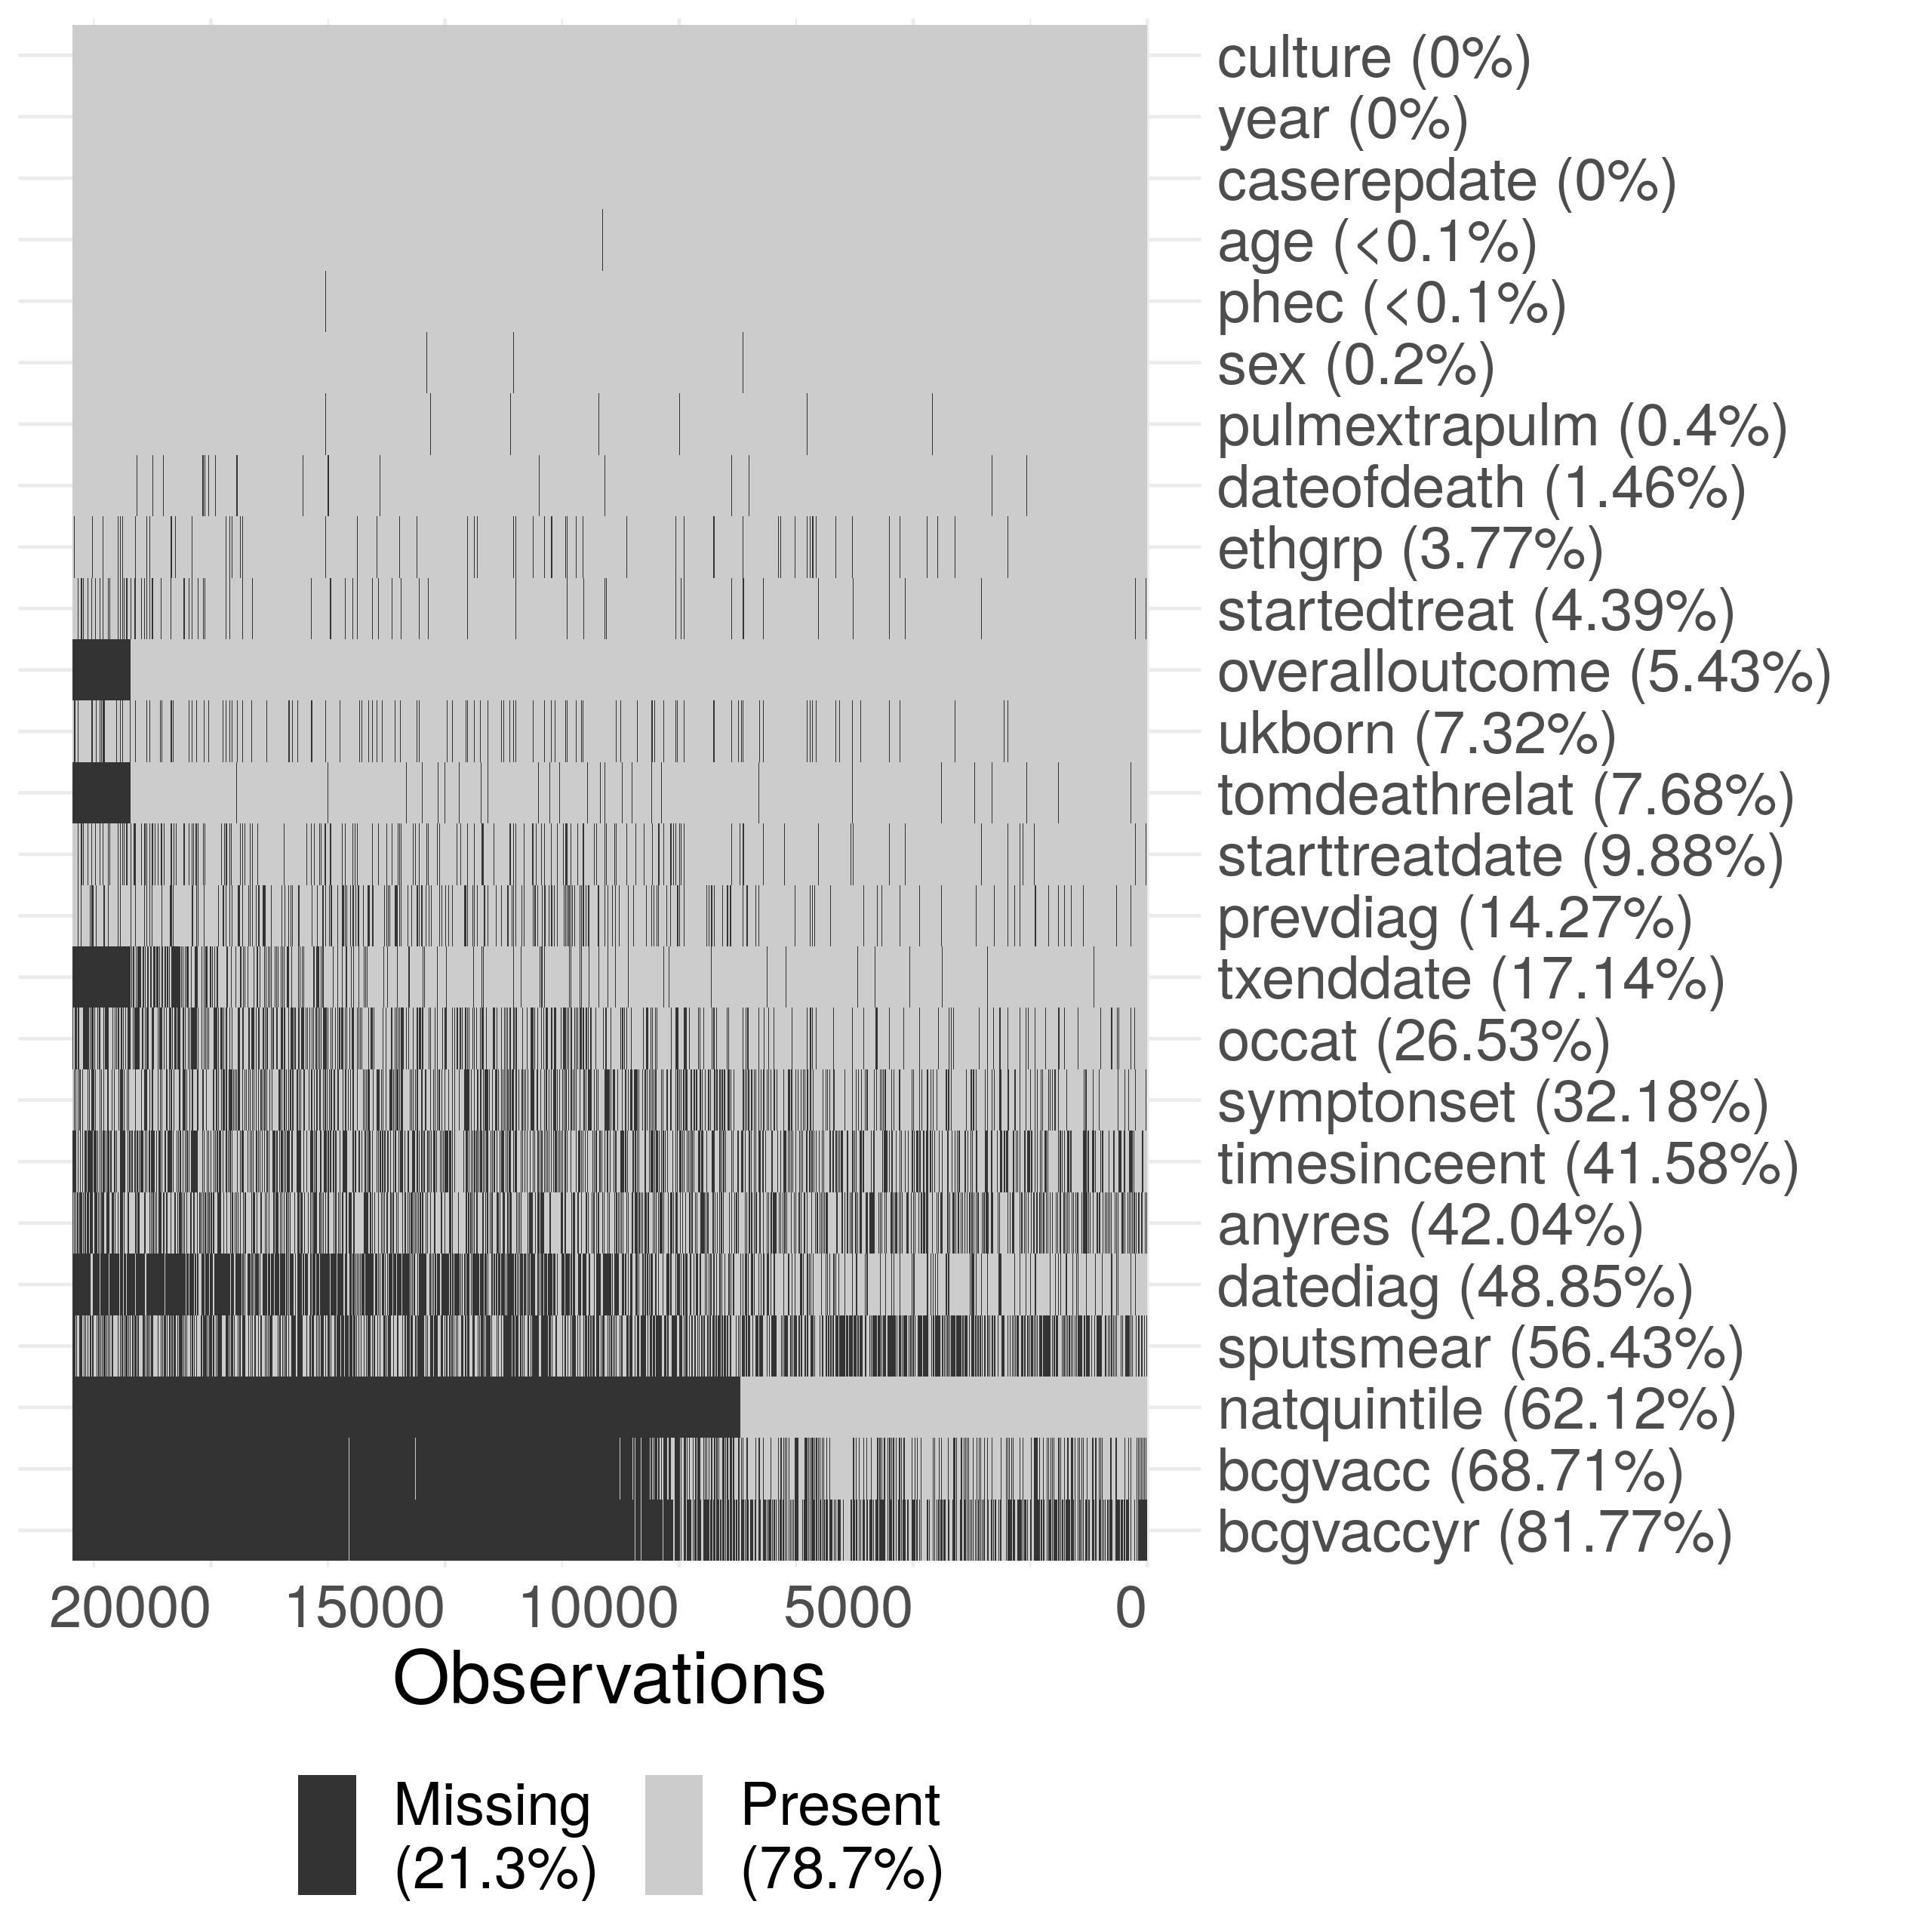 culture (0%)
year (0%)
caserepdate (0%)
age (<0.1%)
phec (<0.1%)
sex (0.2%)
pulmextrapulm (0.4%)
dateofdeath (1.46%)
ethgrp (3.77%)
startedtreat (4.39%)
overalloutcome (5.43%)
ukborn (7.32%)
tomdeathrelat (7.68%)
starttreatdate (9.88%)
prevdiag (14.27%)
txenddate (17.14%)
occat (26.53%)
symptonset (32.18%)
timesinceent (41.58%)
anyres (42.04%)
datediag (48.85%)
sputsmear (56.43%)
natquintile (62.12%)
bcgvacc (68.71%)
bcgvaccyr (81.77%)
20000 15000 10000 5000 0
Observations
Missing
(21.3%)
Present
(78.7%)